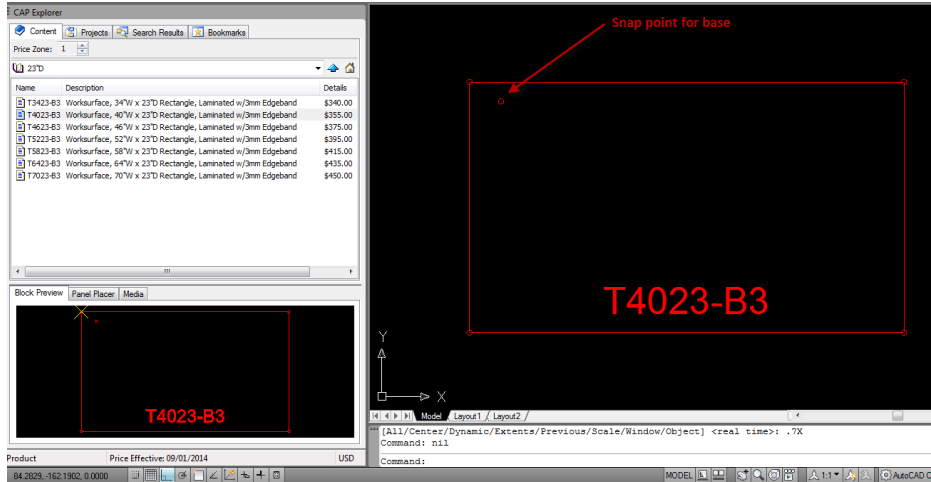 CAP Explorer
Content Projects Search Results Bookmarks
Price Zone: 1
23"D
Name Description Details
T3423-B3 Worksurface, 34"W x 23"D Rectangle, Laminated w/3mm Edgeband $340.00
T4023-B3 Worksurface, 40"W x 23"D Rectangle, Laminated w/3mm Edgeband $355.00
T4623-B3 Worksurface, 46"W x 23"D Rectangle, Laminated w/3mm Edgeband $375.00
T5223-B3 Worksurface, 52"W x 23"D Rectangle, Laminated w/3mm Edgeband $395.00
T5823-B3 Worksurface, 58"W x 23"D Rectangle, Laminated w/3mm Edgeband $415.00
T6423-B3 Worksurface, 64"W x 23"D Rectangle, Laminated w/3mm Edgeband $435.00
T7023-B3 Worksurface, 70"W x 23"D Rectangle, Laminated w/3mm Edgeband $450.00
Block Preview Panel Placer Media
T4023-B3
Product Price Effective: 09/01/2014 USD
Snap point for base
T4023-B3
Y
X
Model Layout1 Layout2
[All/Center/Dynamic/Extents/Previous/Scale/Window/Object] <real time>: .7X
Command: nil
Command:
84.2829, -162.1902, 0.0000 MODEL 1:1 AutoCAD C